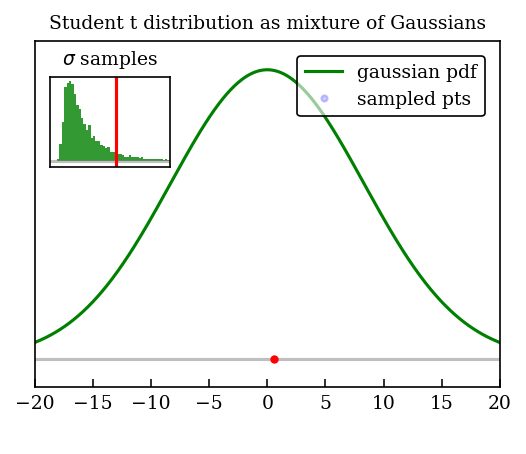 Student t distribution as mixture of Gaussians
σ samples
gaussian pdf
sampled pts
−20 −15 −10 −5 0 5 10 15 20